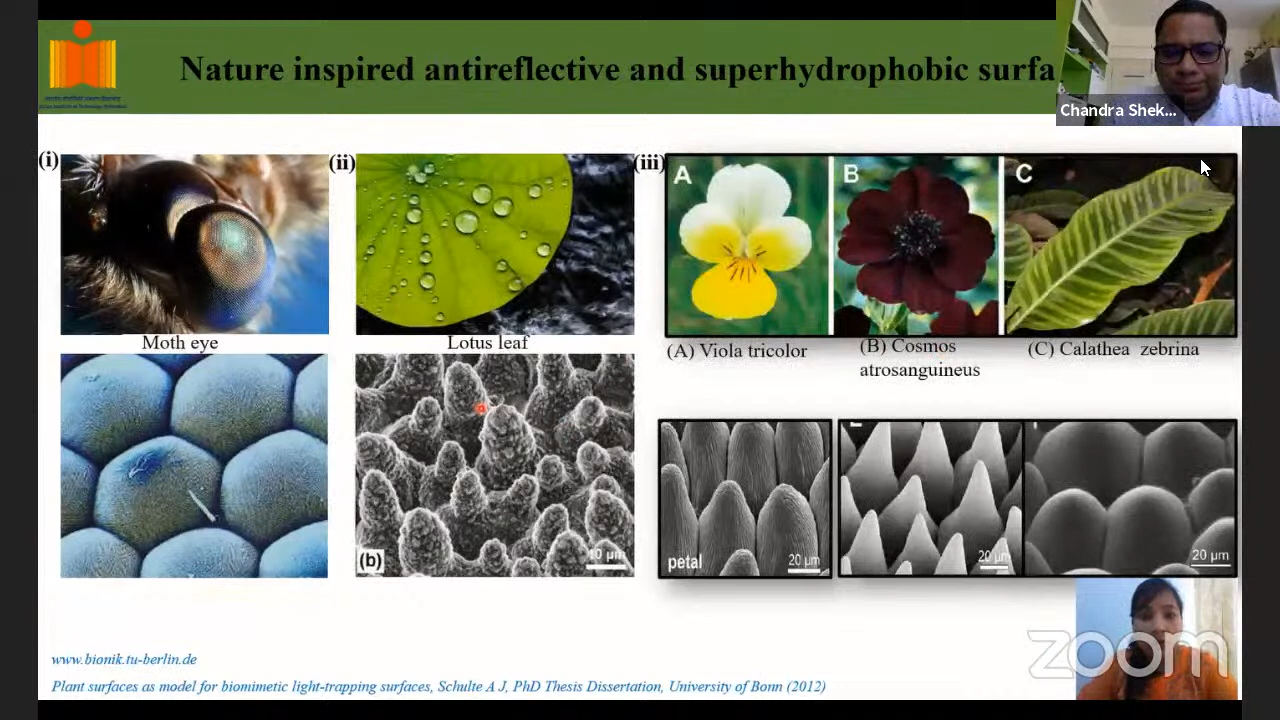 Nature inspired antireflective and superhydrophobic surfa
Chandra Shek...
(i)
(ii)
(iii)
A
B
C
Moth eye
Lotus leaf
(A) Viola tricolor
(B) Cosmos
atrosanguineus
(C) Calathea zebrina
(b)
10 µm
petal
20 µm
20 µm
20 µm
zoom
www.bionik.tu-berlin.de
Plant surfaces as model for biomimetic light-trapping surfaces, Schulte A J, PhD Thesis Dissertation, University of Bonn (2012)